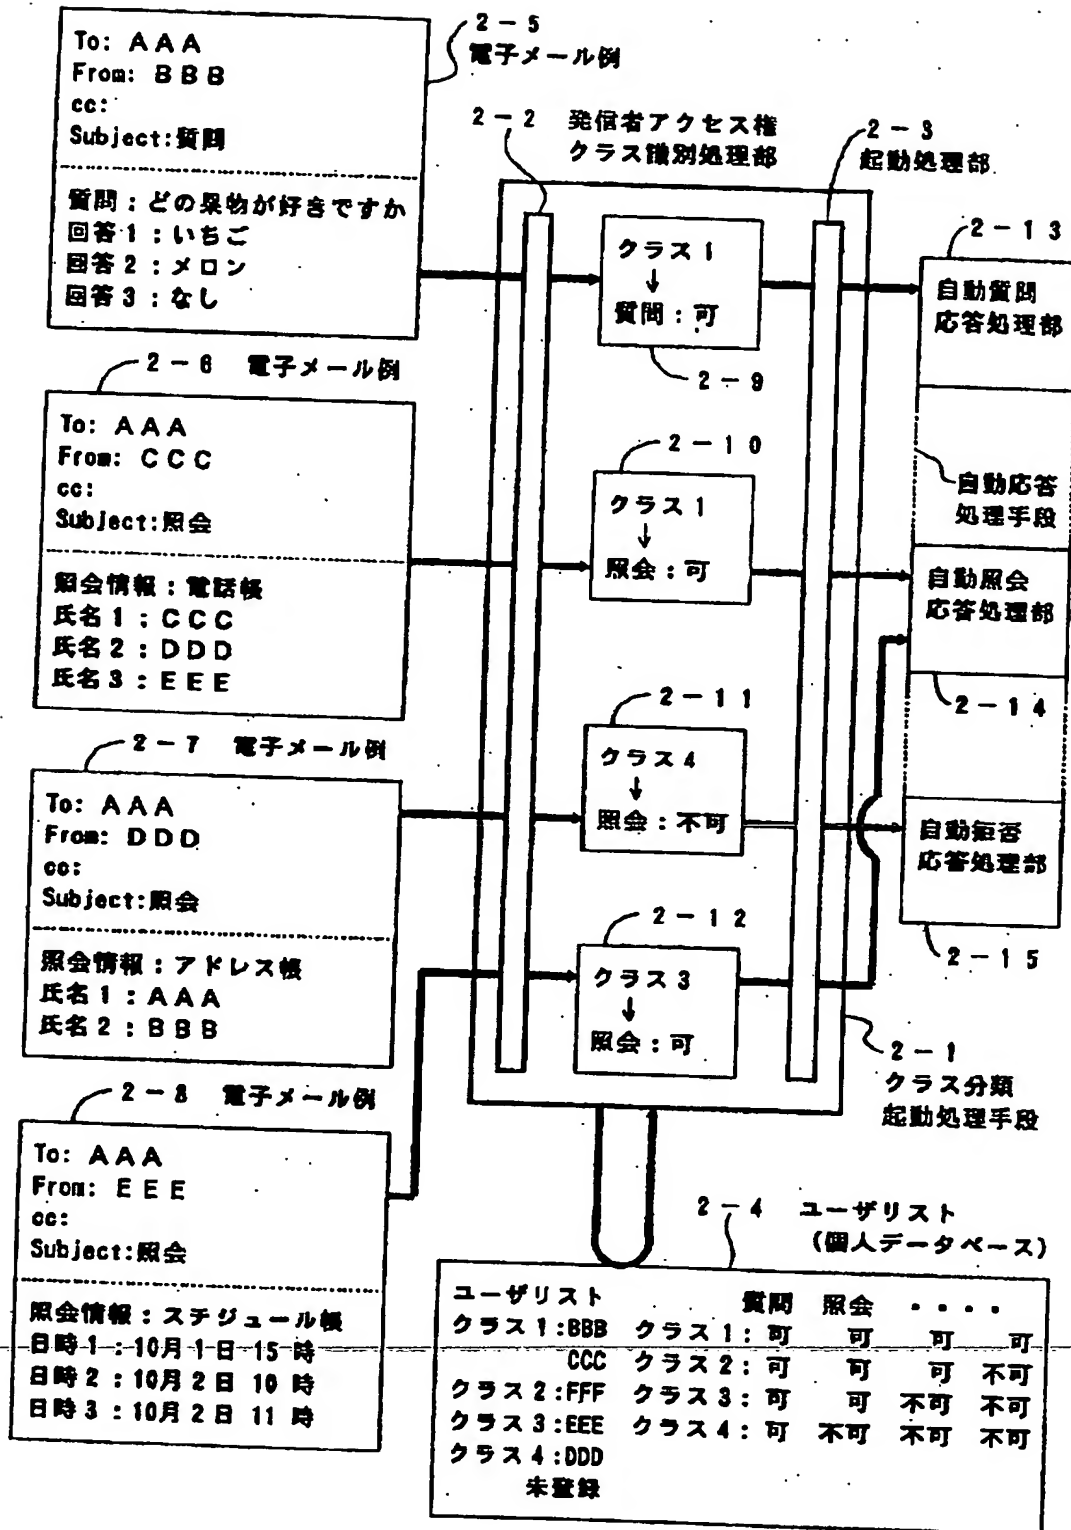 2-5
電子メール例
To: AAA
From: BBB
cc:
Subject:質問
質問：どの果物が好きですか
回答1：いちご
回答2：メロン
回答3：なし
2-6 電子メール例
To: AAA
From: CCC
cc:
Subject:照会
照会情報：電話帳
氏名1：CCC
氏名2：DDD
氏名3：EEE
2-7 電子メール例
To: AAA
From: DDD
cc:
Subject:照会
照会情報：アドレス帳
氏名1：AAA
氏名2：BBB
2-8 電子メール例
To: AAA
From: EEE
cc:
Subject:照会
照会情報：スチジュール帳
日時1：10月1日 15時
日時2：10月2日 10時
日時3：10月2日 11時
2-2 発信者アクセス権
クラス識別処理部
2-3
起動処理部
クラス1
↓
質問：可
2-9
2-10
クラス1
↓
照会：可
2-11
クラス4
↓
照会：不可
2-12
クラス3
↓
照会：可
2-13
自動質問
応答処理部
自動応答
処理手段
自動照会
応答処理部
2-14
自動拒否
応答処理部
2-15
2-1
クラス分類
起動処理手段
2-4 ユーザリスト
(個人データベース)
ユーザリスト 質問 照会 ・・・・
クラス1:BBB クラス1：可 可 可 可
CCC クラス2：可 可 可 不可
クラス2:FFF クラス3：可 可 不可 不可
クラス3:EEE クラス4：可 不可 不可 不可
クラス4:DDD
未登録